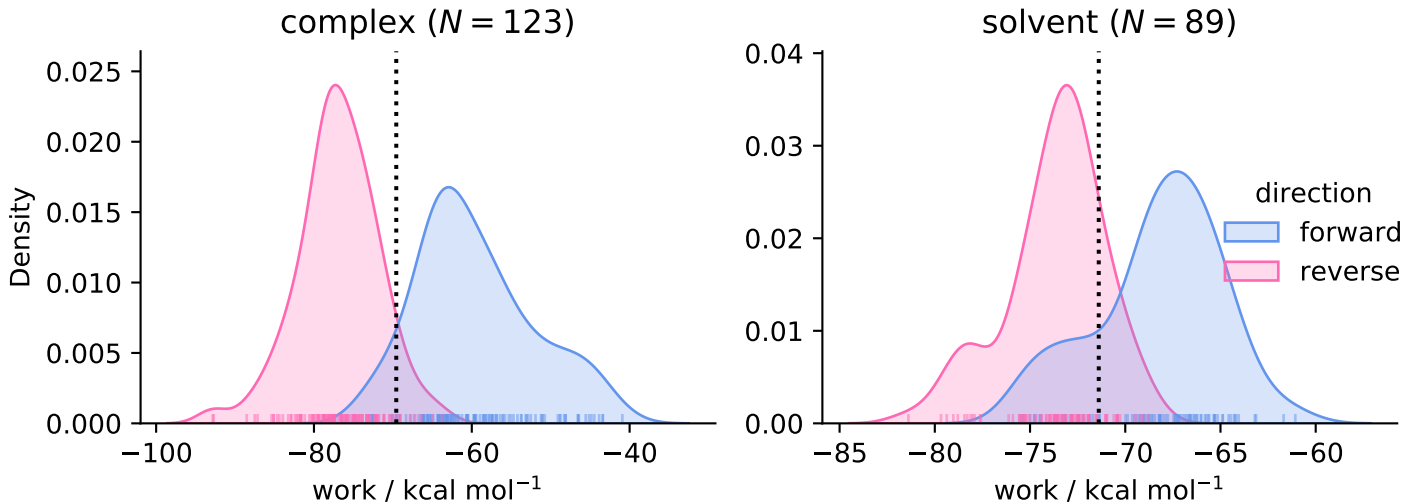 complex (N = 123)
Density
0.025
0.020
0.015
0.010
0.005
0.000
−100
−80
−60
−40
work / kcal mol⁻¹
solvent (N = 89)
0.04
0.03
0.02
0.01
0.00
−85
−80
−75
−70
−65
−60
work / kcal mol⁻¹
direction
forward
reverse